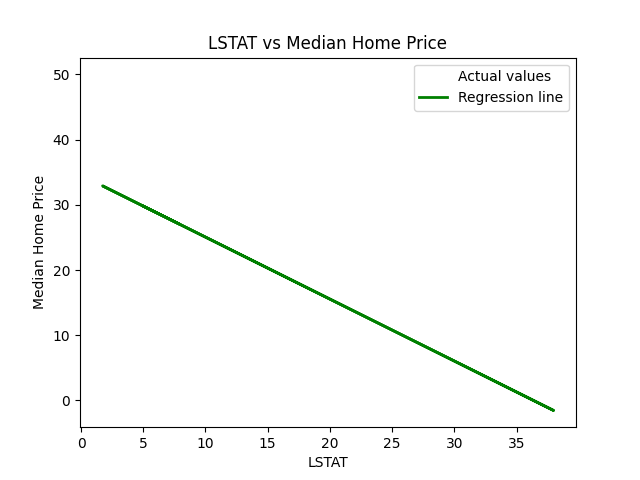 LSTAT vs Median Home Price
Actual values
Regression line
50
40
30
20
10
0
Median Home Price
0 5 10 15 20 25 30 35
LSTAT